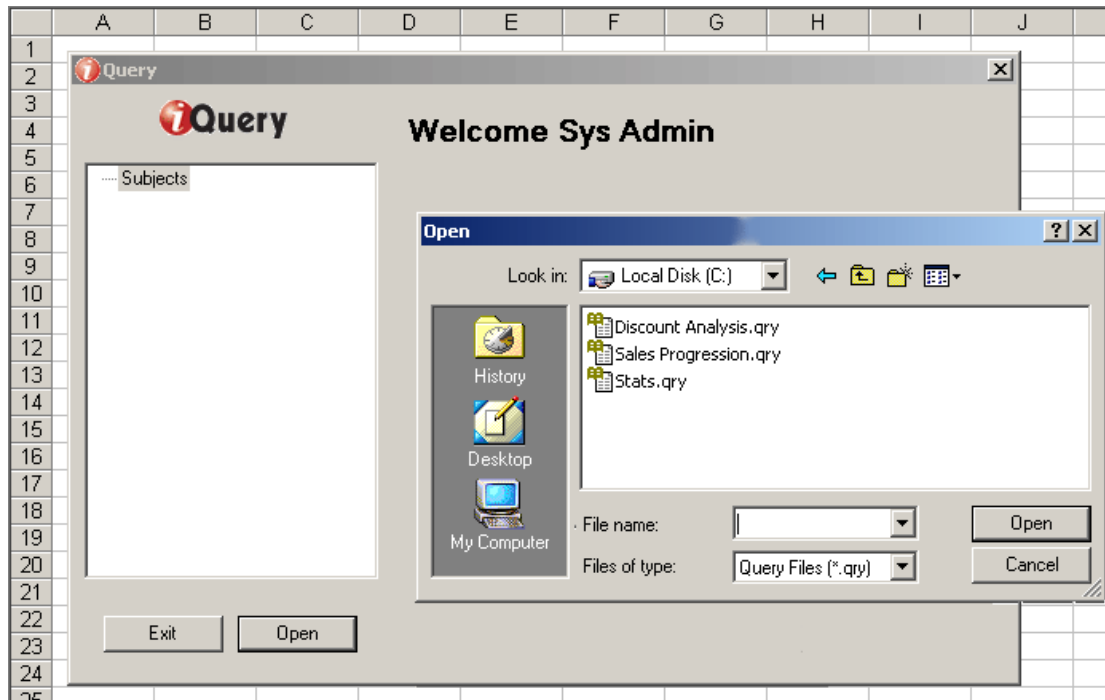 A B C D E F G H I J
1
2
3
4
5
6
7
8
9
10
11
12
13
14
15
16
17
18
19
20
21
22
23
24
25
iQuery
iQuery
Welcome Sys Admin
Subjects
Open
Look in: Local Disk (C:)
History
Desktop
My Computer
Discount Analysis.qry
Sales Progression.qry
Stats.qry
File name:
Open
Files of type: Query Files (*.qry)
Cancel
Exit Open